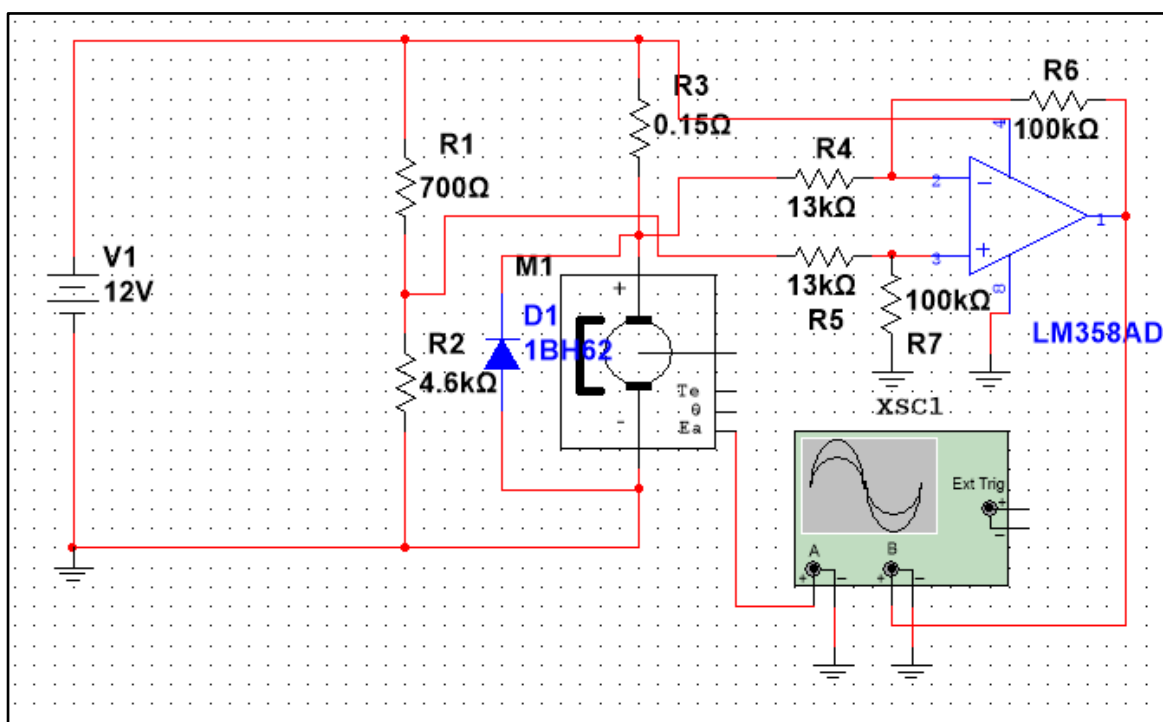 R3
0.15Ω
R6
100kΩ
4
R1
700Ω
R4
13kΩ
2
1
3
V1
12V
M1
D1
1BH62
+
-
13kΩ
R5
100kΩ
R7
8
LM358AD
R2
4.6kΩ
Te
θ
Ea
XSC1
Ext Trig
+
−
A
B
+ −
+ −